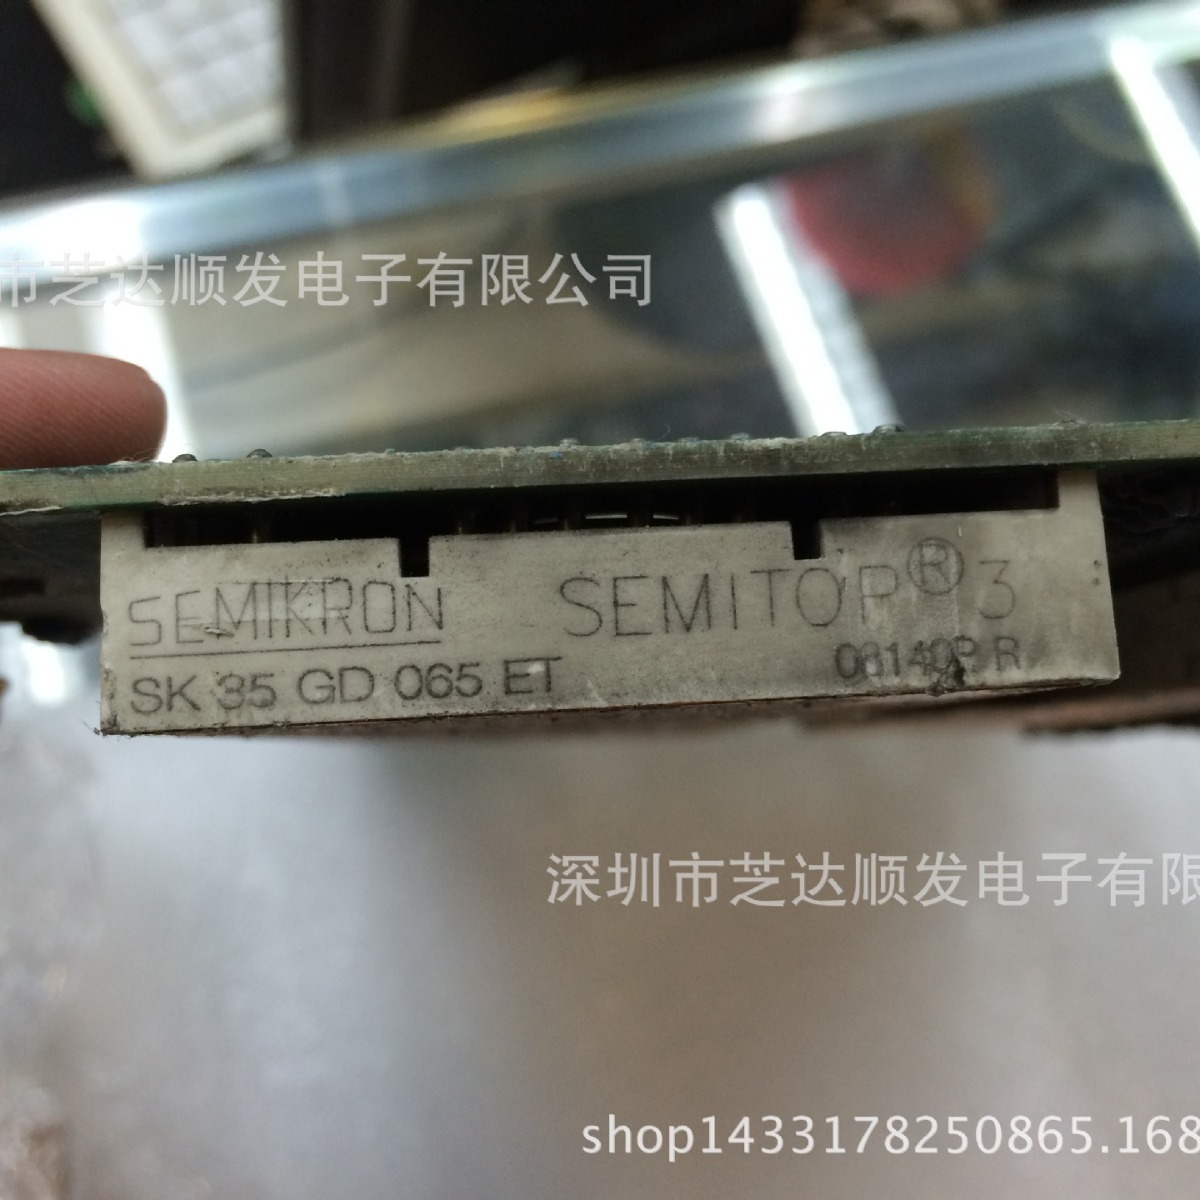 市芝达顺发电子有限公司
SEMIKRON SEMITOP®3
SK 35 GD 065 ET
R
深圳市芝达顺发电子有限
shop1433178250865.168